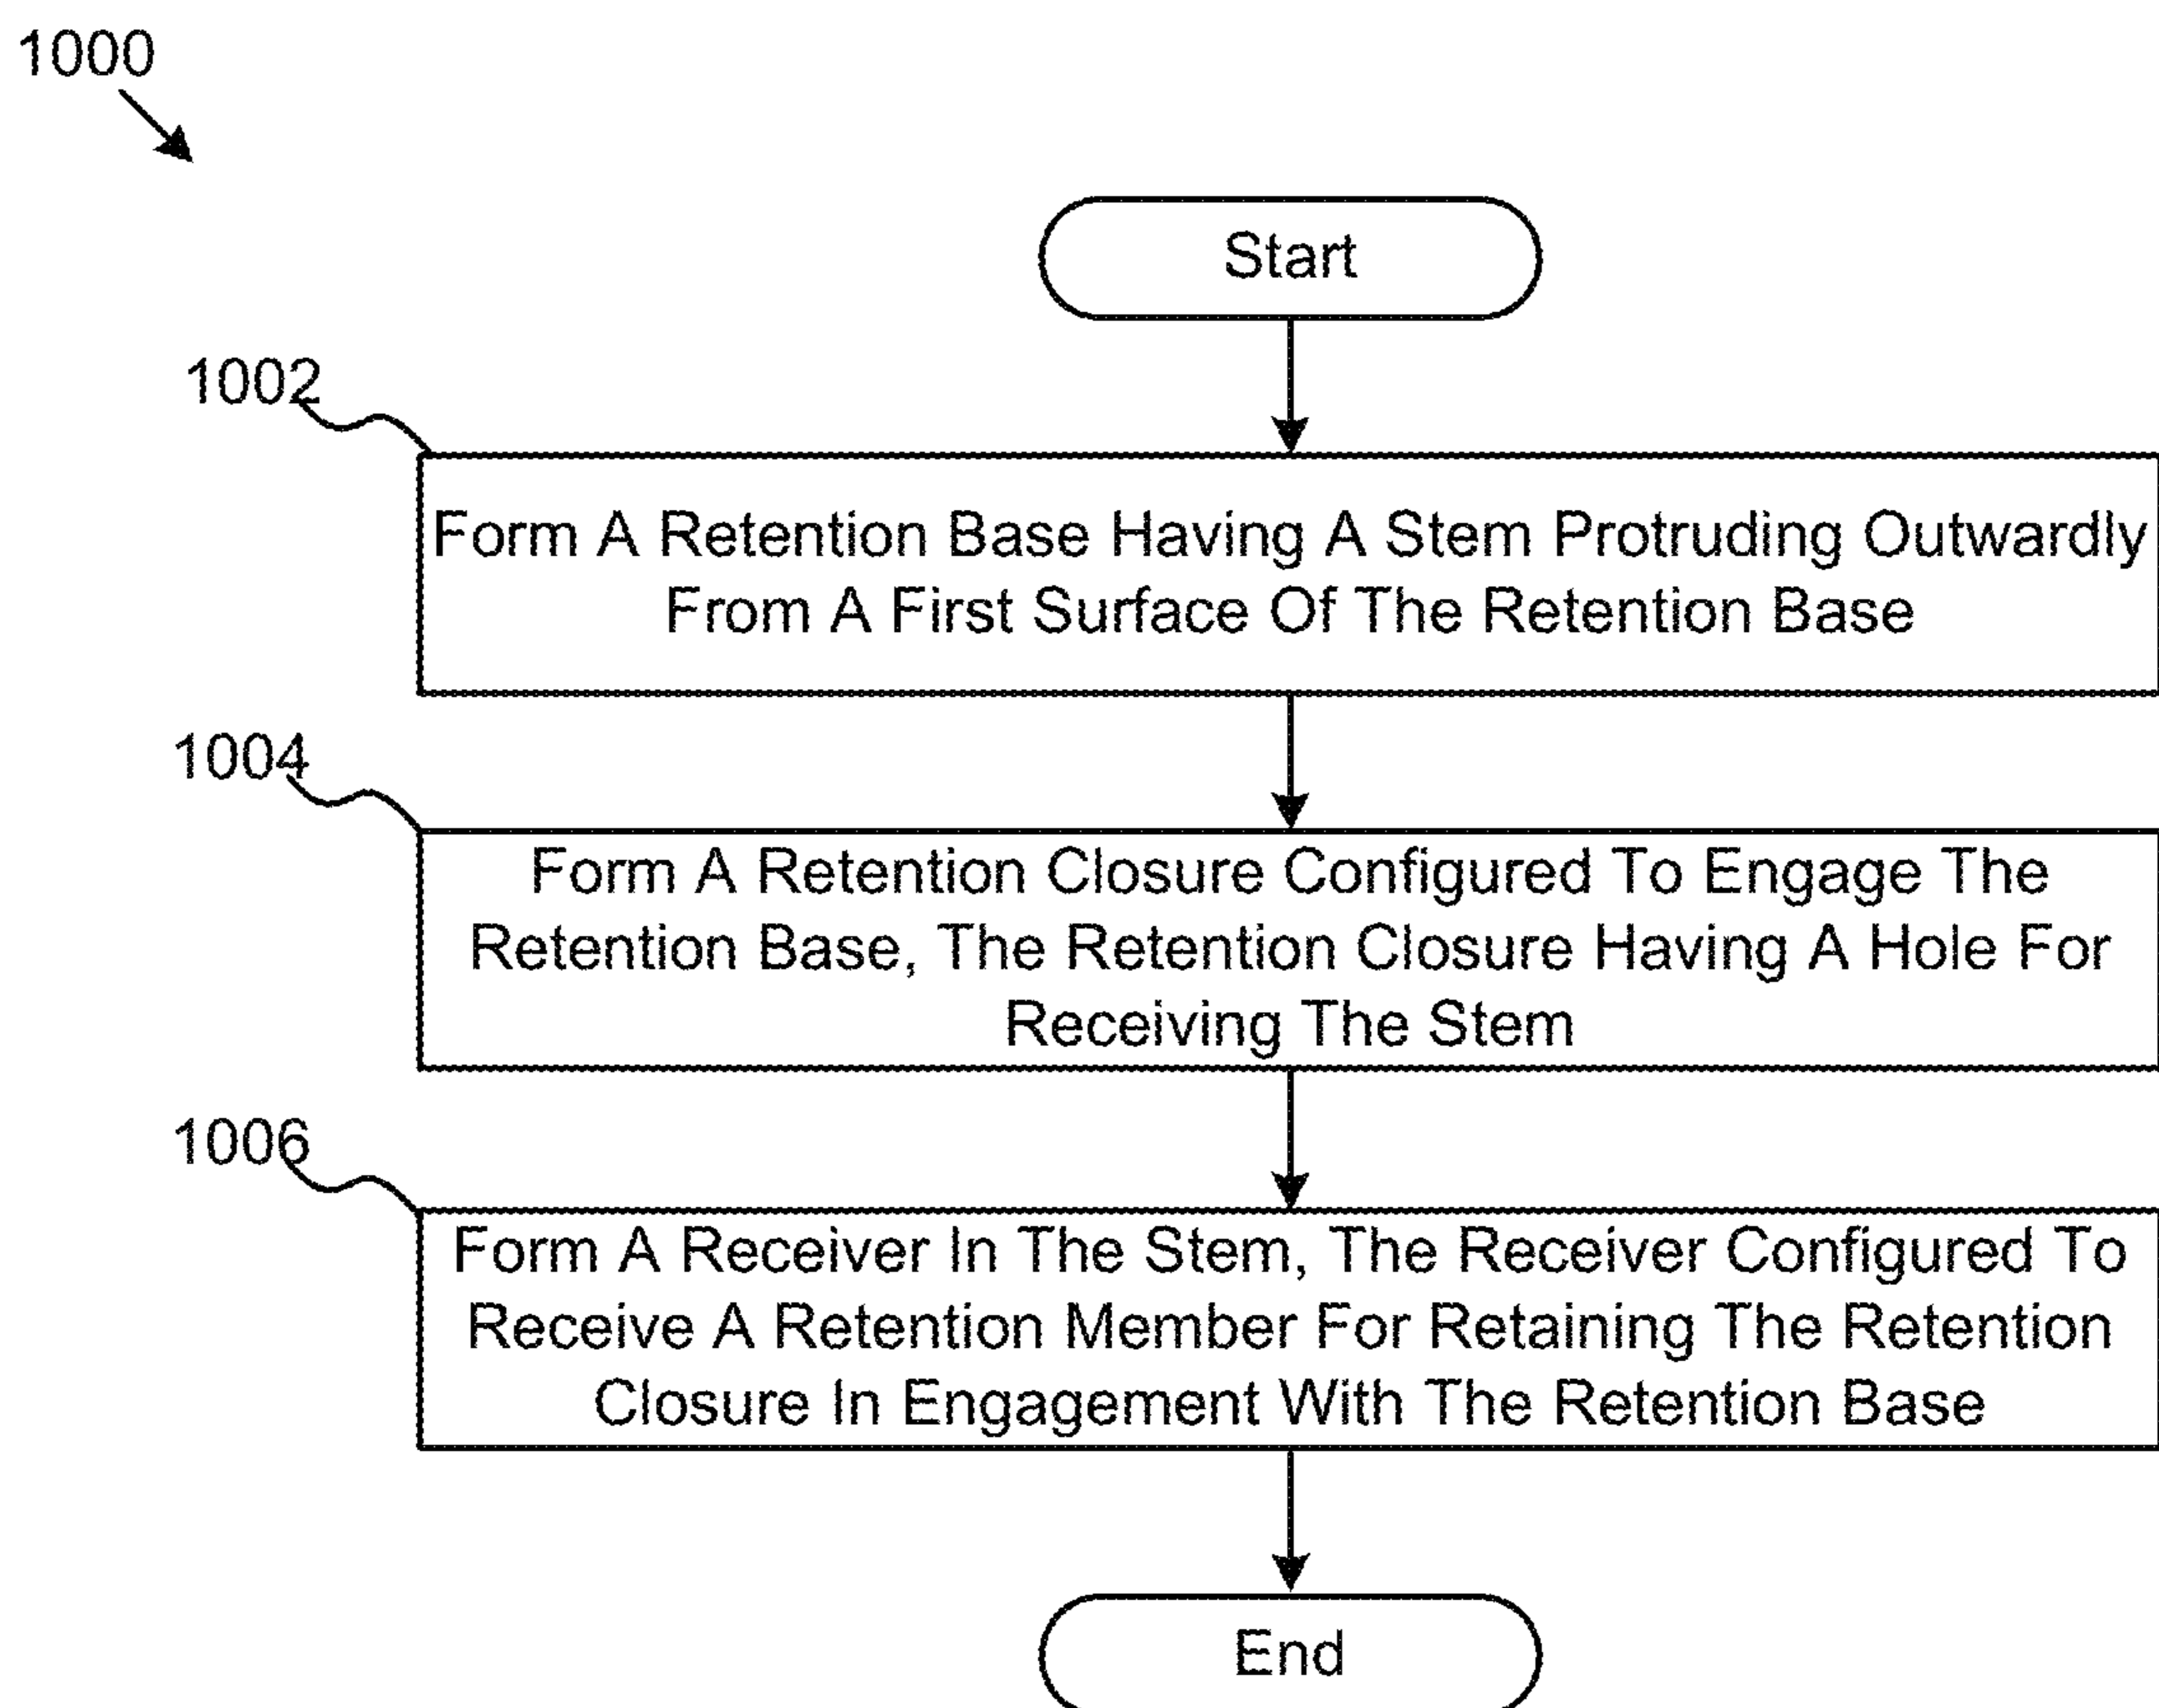 1000
Start
1002
Form A Retention Base Having A Stem Protruding Outwardly
From A First Surface Of The Retention Base
1004
Form A Retention Closure Configured To Engage The
Retention Base, The Retention Closure Having A Hole For
Receiving The Stem
1006
Form A Receiver In The Stem, The Receiver Configured To
Receive A Retention Member For Retaining The Retention
Closure In Engagement With The Retention Base
End